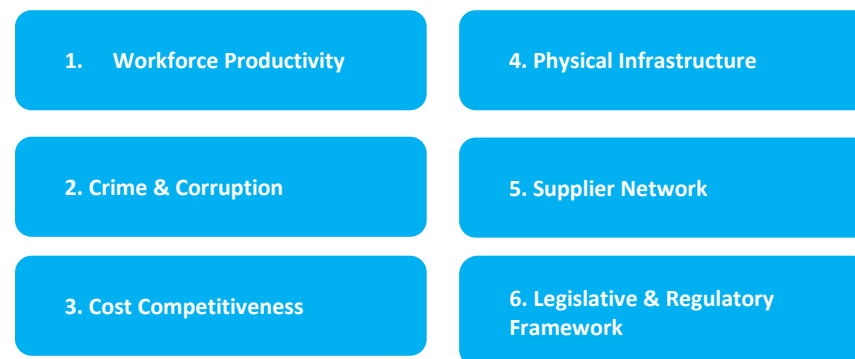 1. Workforce Productivity
2. Crime & Corruption
3. Cost Competitiveness
4. Physical Infrastructure
5. Supplier Network
6. Legislative & Regulatory
Framework